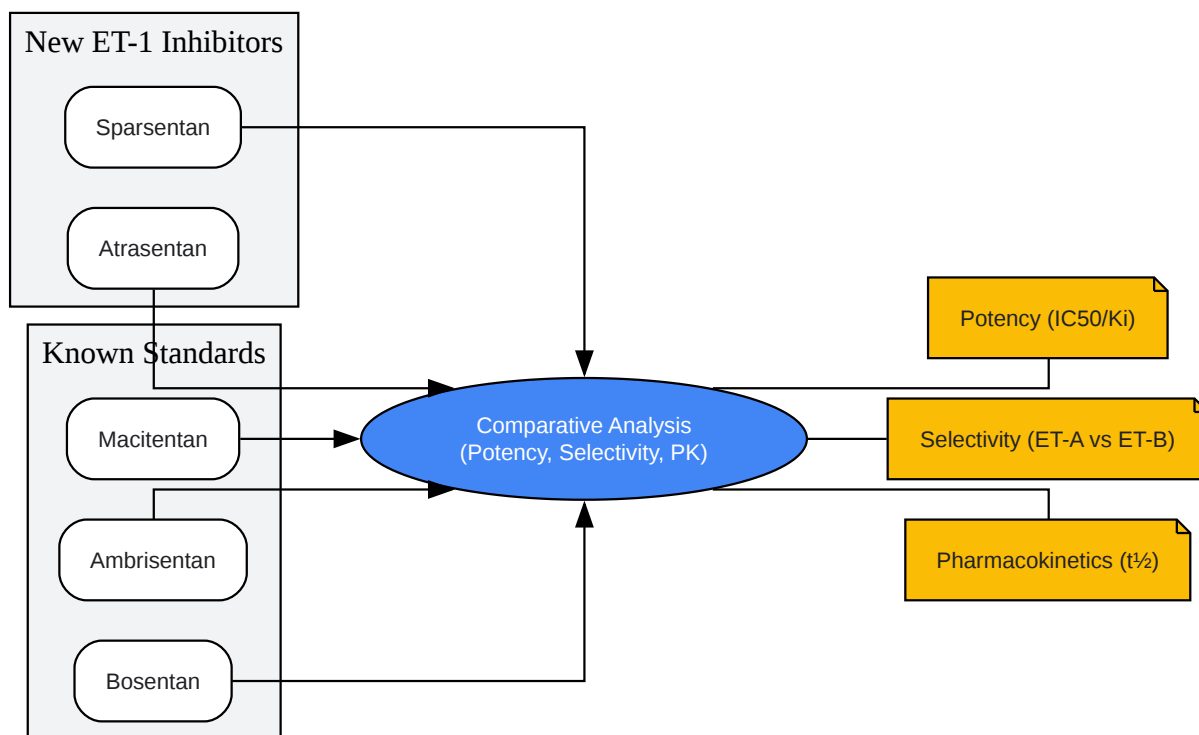 New ET-1 Inhibitors
Sparsentan
Atrasentan
Known Standards
Macitentan
Ambrisentan
Bosentan
Comparative Analysis
(Potency, Selectivity, PK)
Potency (IC50/Ki)
Selectivity (ET-A vs ET-B)
Pharmacokinetics (t½)